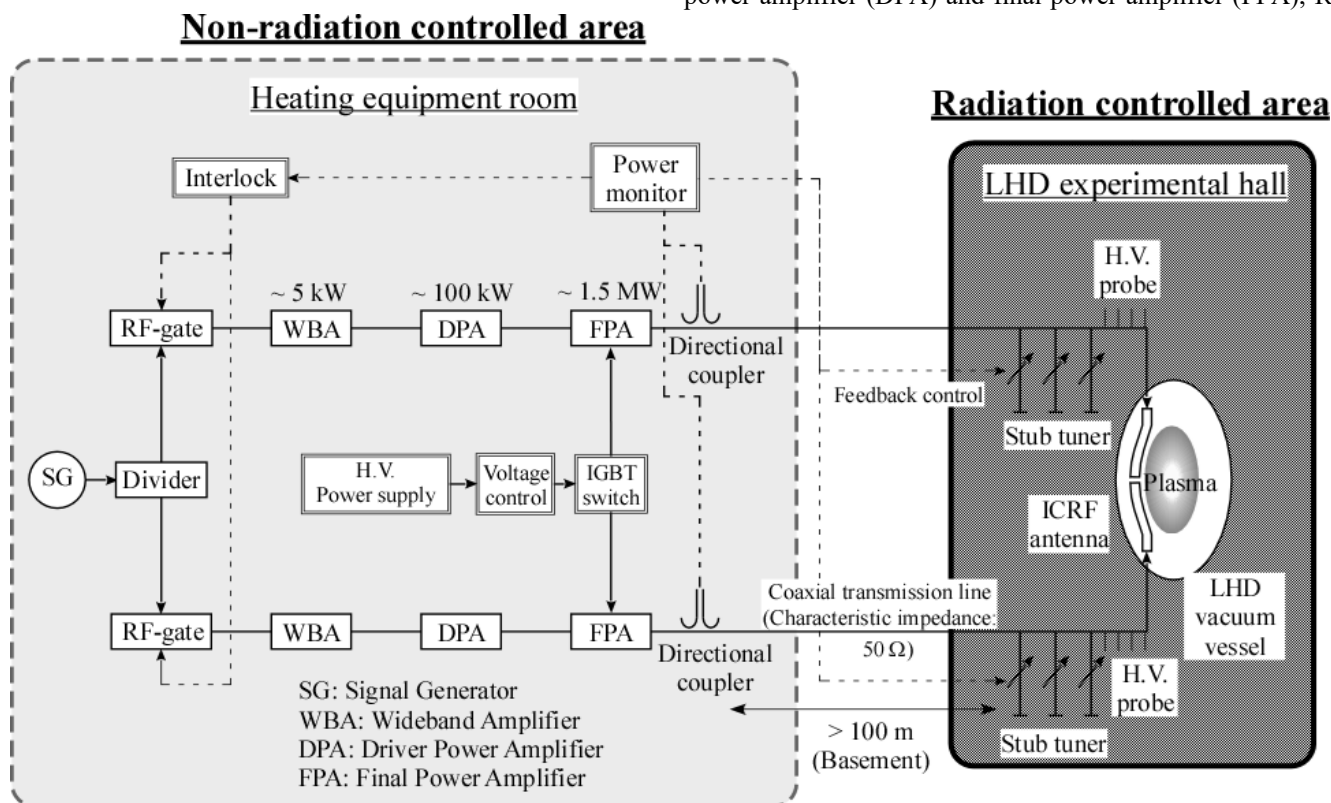 power amplifier (DPA) and final power amplifier (FPA), R
Non-radiation controlled area
Heating equipment room
Radiation controlled area
LHD experimental hall
Interlock
Power
monitor
H.V.
probe
~ 5 kW
~ 100 kW
~ 1.5 MW
RF-gate
WBA
DPA
FPA
Directional
coupler
Feedback control
Stub tuner
SG
Divider
H.V.
Power supply
Voltage
control
IGBT
switch
Plasma
ICRF
antenna
LHD
vacuum
vessel
Coaxial transmission line
(Characteristic impedance:
50 Ω)
RF-gate
WBA
DPA
FPA
Directional
coupler
H.V.
probe
Stub tuner
> 100 m
(Basement)
SG: Signal Generator
WBA: Wideband Amplifier
DPA: Driver Power Amplifier
FPA: Final Power Amplifier